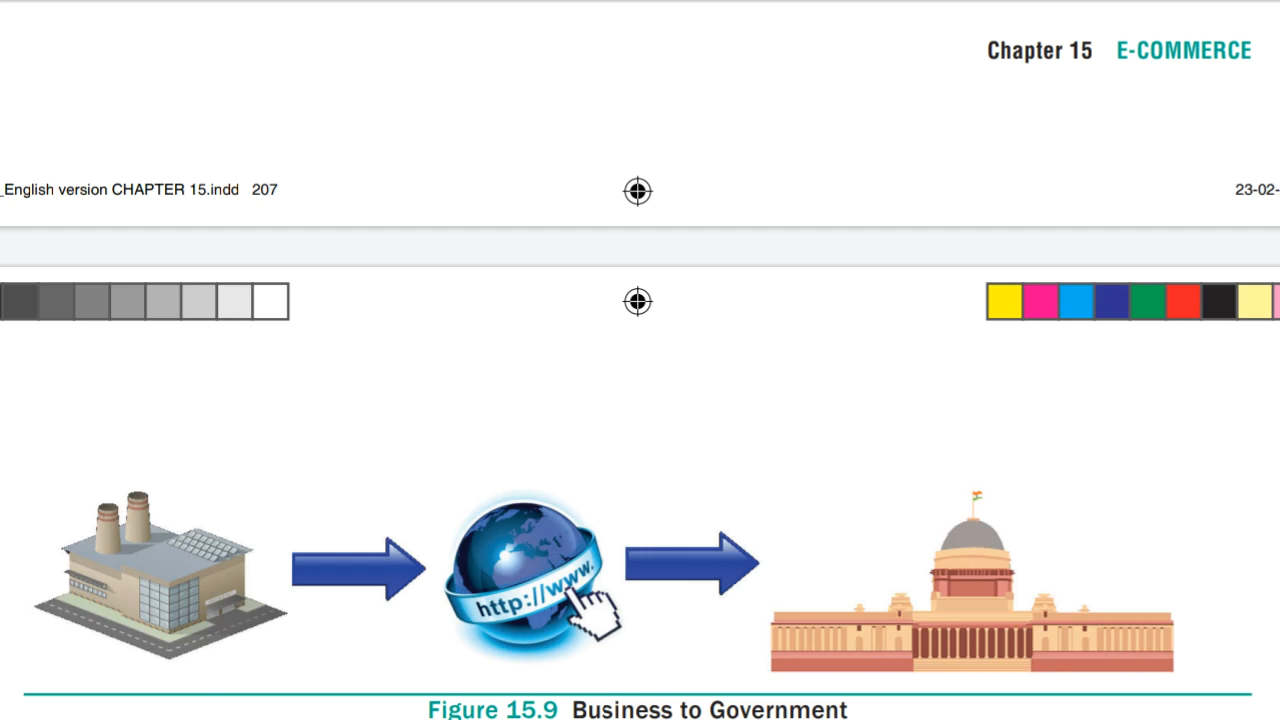 Chapter 15 E-COMMERCE
_English version CHAPTER 15.indd 207
23-02-
http://www.
Figure 15.9 Business to Government